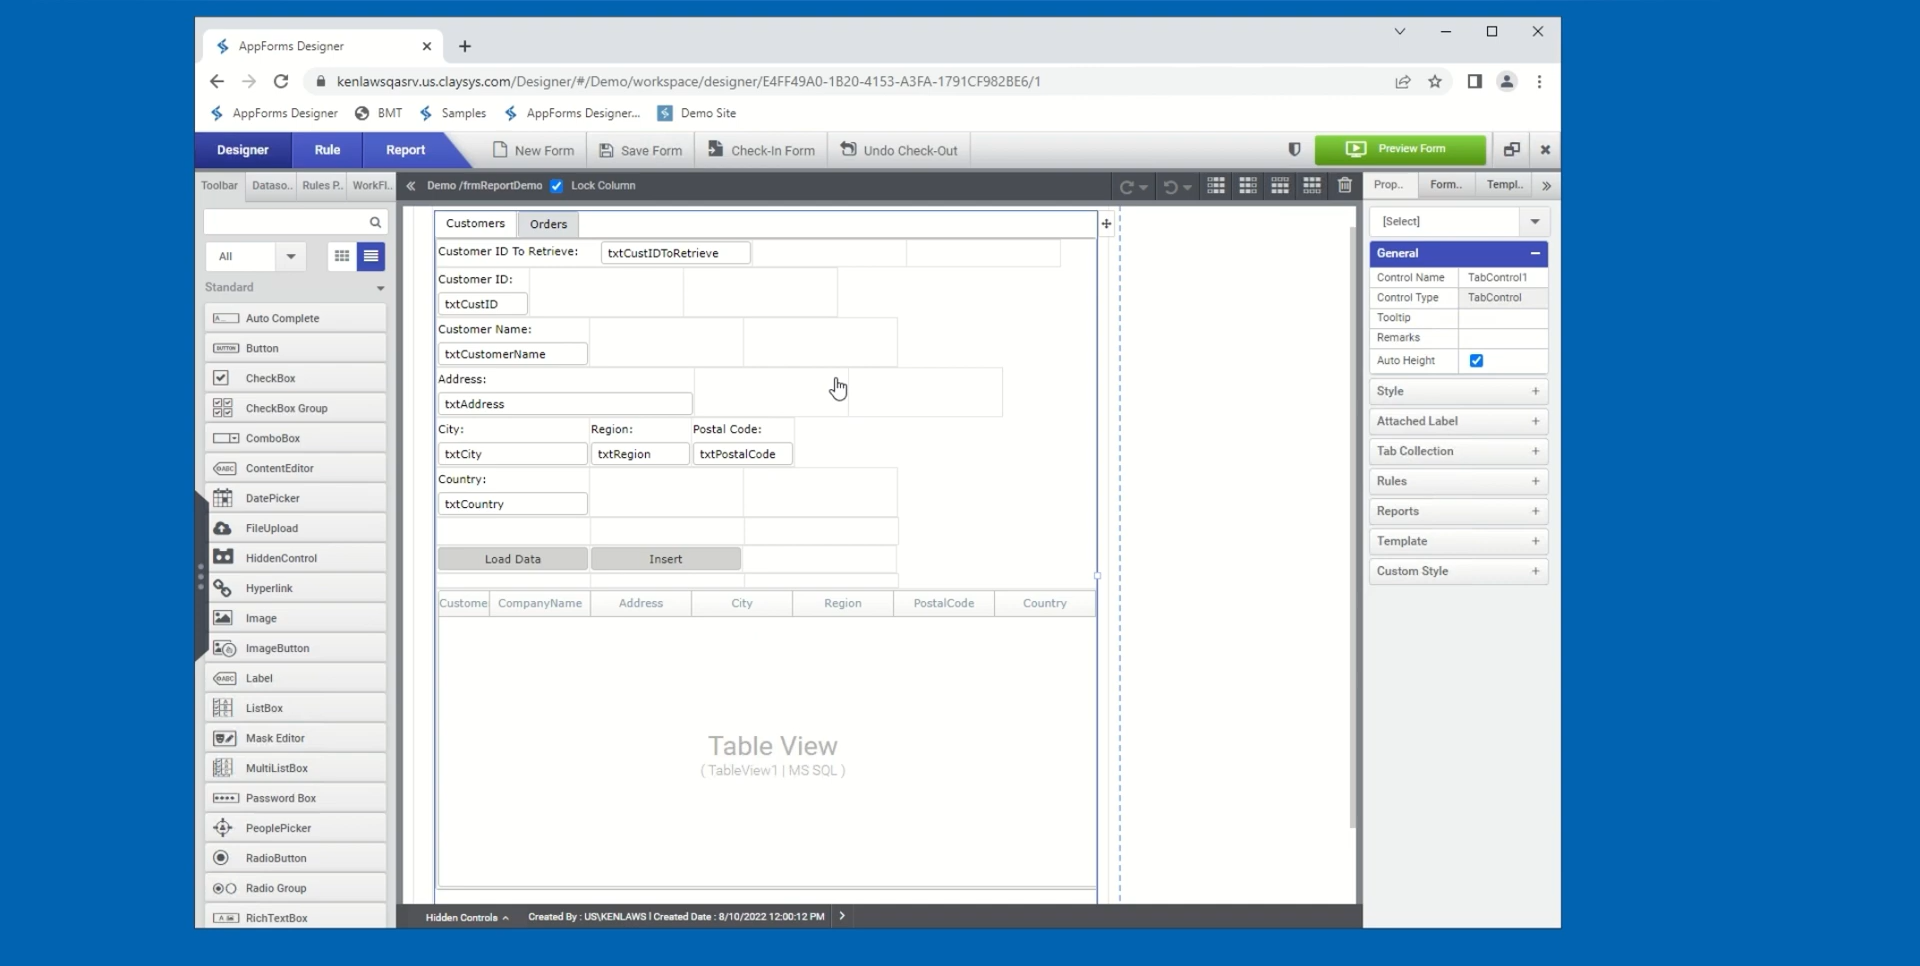 AppForms Designer
kenlawsqasrv.us.claysys.com/Designer/#/Demo/workspace/designer/E4FF49A0-1B20-4153-A3FA-1791CF982BE6/1
AppForms Designer BMT Samples AppForms Designer... Demo Site
Designer Rule Report New Form Save Form Check-In Form Undo Check-Out Preview Form
Toolbar Dataso.. Rules P.. WorkFl.. Demo /frmReportDemo Lock Column Prop.. Form.. Templ..
All
Standard
Auto Complete
Button
CheckBox
CheckBox Group
ComboBox
ContentEditor
DatePicker
FileUpload
HiddenControl
Hyperlink
Image
ImageButton
Label
ListBox
Mask Editor
MultiListBox
Password Box
PeoplePicker
RadioButton
Radio Group
RichTextBox
Customers Orders
Customer ID To Retrieve: txtCustIDToRetrieve
Customer ID:
txtCustID
Customer Name:
txtCustomerName
Address:
txtAddress
City: Region: Postal Code:
txtCity txtRegion txtPostalCode
Country:
txtCountry
Load Data Insert
Custome CompanyName Address City Region PostalCode Country
Table View
( TableView1 | MS SQL )
Hidden Controls Created By : US\KENLAWS | Created Date : 8/10/2022 12:00:12 PM
[Select]
General
Control Name TabControl1
Control Type TabControl
Tooltip
Remarks
Auto Height
Style
Attached Label
Tab Collection
Rules
Reports
Template
Custom Style